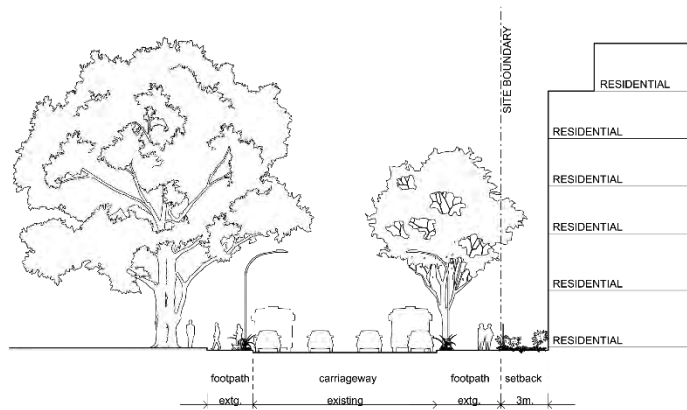 SITE BOUNDARY
RESIDENTIAL
RESIDENTIAL
RESIDENTIAL
RESIDENTIAL
RESIDENTIAL
RESIDENTIAL
footpath carriageway footpath setback
extg. existing extg. 3m.